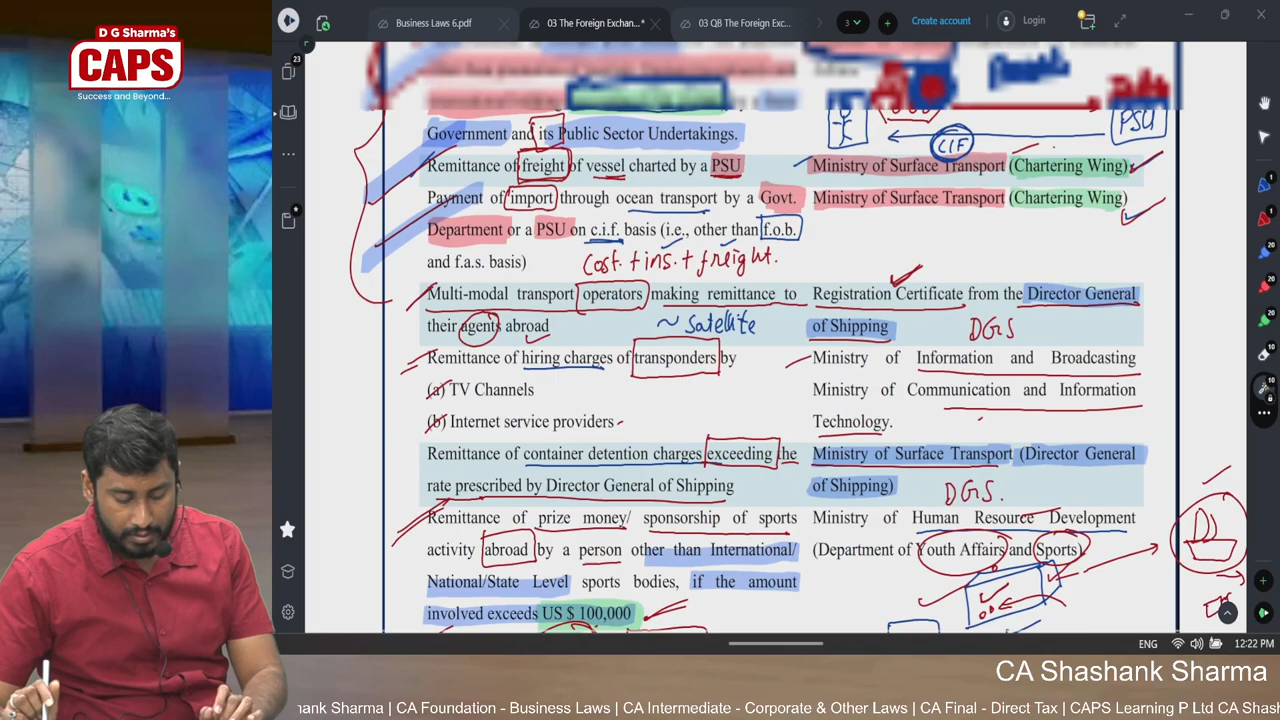 D G Sharma's
CAPS
Success and Beyond...
Business Laws 6.pdf
03 The Foreign Exchan...*
03 QB The Foreign Exc...
3
Create account
Login
23
Government and its Public Sector Undertakings.
PSU
CIF
Remittance of freight of vessel charted by a PSU
Ministry of Surface Transport (Chartering Wing)
Payment of import through ocean transport by a Govt.
Ministry of Surface Transport (Chartering Wing)
Department or a PSU on c.i.f. basis (i.e., other than f.o.b.
and f.a.s. basis)
Cost + ins. + freight.
Multi-modal transport operators making remittance to
Registration Certificate from the Director General
their agents abroad
~ Satellite
of Shipping
DGS
Remittance of hiring charges of transponders by
Ministry of Information and Broadcasting
(a) TV Channels
Ministry of Communication and Information
(b) Internet service providers
Technology.
Remittance of container detention charges exceeding the
Ministry of Surface Transport (Director General
rate prescribed by Director General of Shipping
of Shipping)
DGS.
Remittance of prize money/ sponsorship of sports
Ministry of Human Resource Development
activity abroad by a person other than International/
(Department of Youth Affairs and Sports).
National/State Level sports bodies, if the amount
involved exceeds US $ 100,000
1
1
20
20
20
10
10
ENG
12:22 PM
CA Shashank Sharma
hank Sharma | CA Foundation - Business Laws | CA Intermediate - Corporate & Other Laws | CA Final - Direct Tax | CAPS Learning P Ltd CA Shash